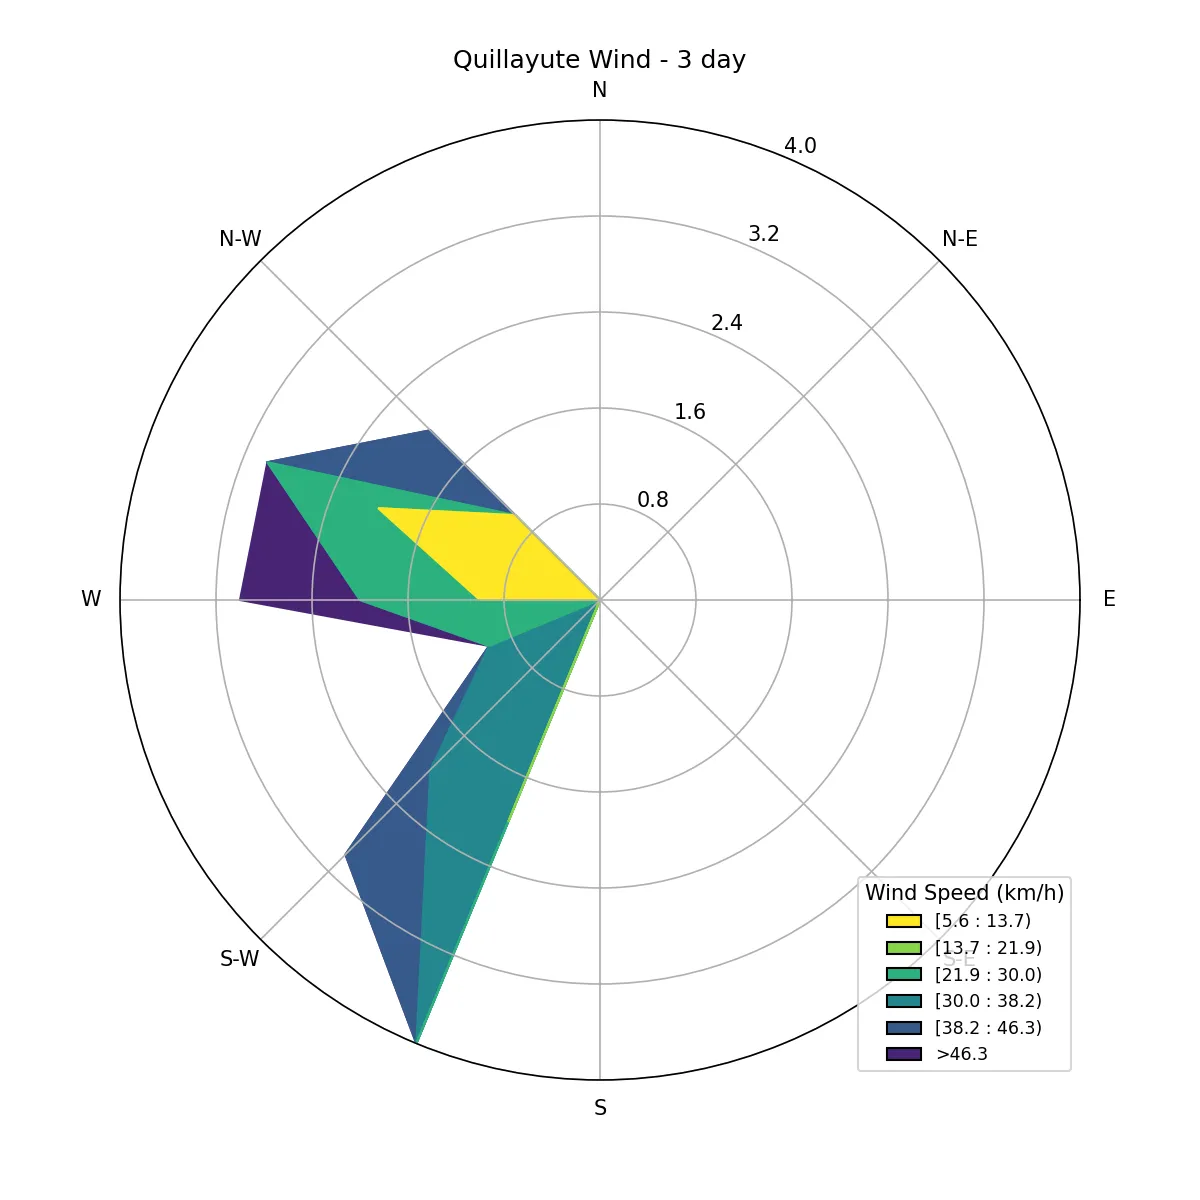 Quillayute Wind - 3 day
N
4.0
N-W
3.2
N-E
2.4
1.6
0.8
W
E
Wind Speed (km/h)
[5.6 : 13.7)
[13.7 : 21.9)
S-W
S-E
[21.9 : 30.0)
[30.0 : 38.2)
[38.2 : 46.3)
>46.3
S